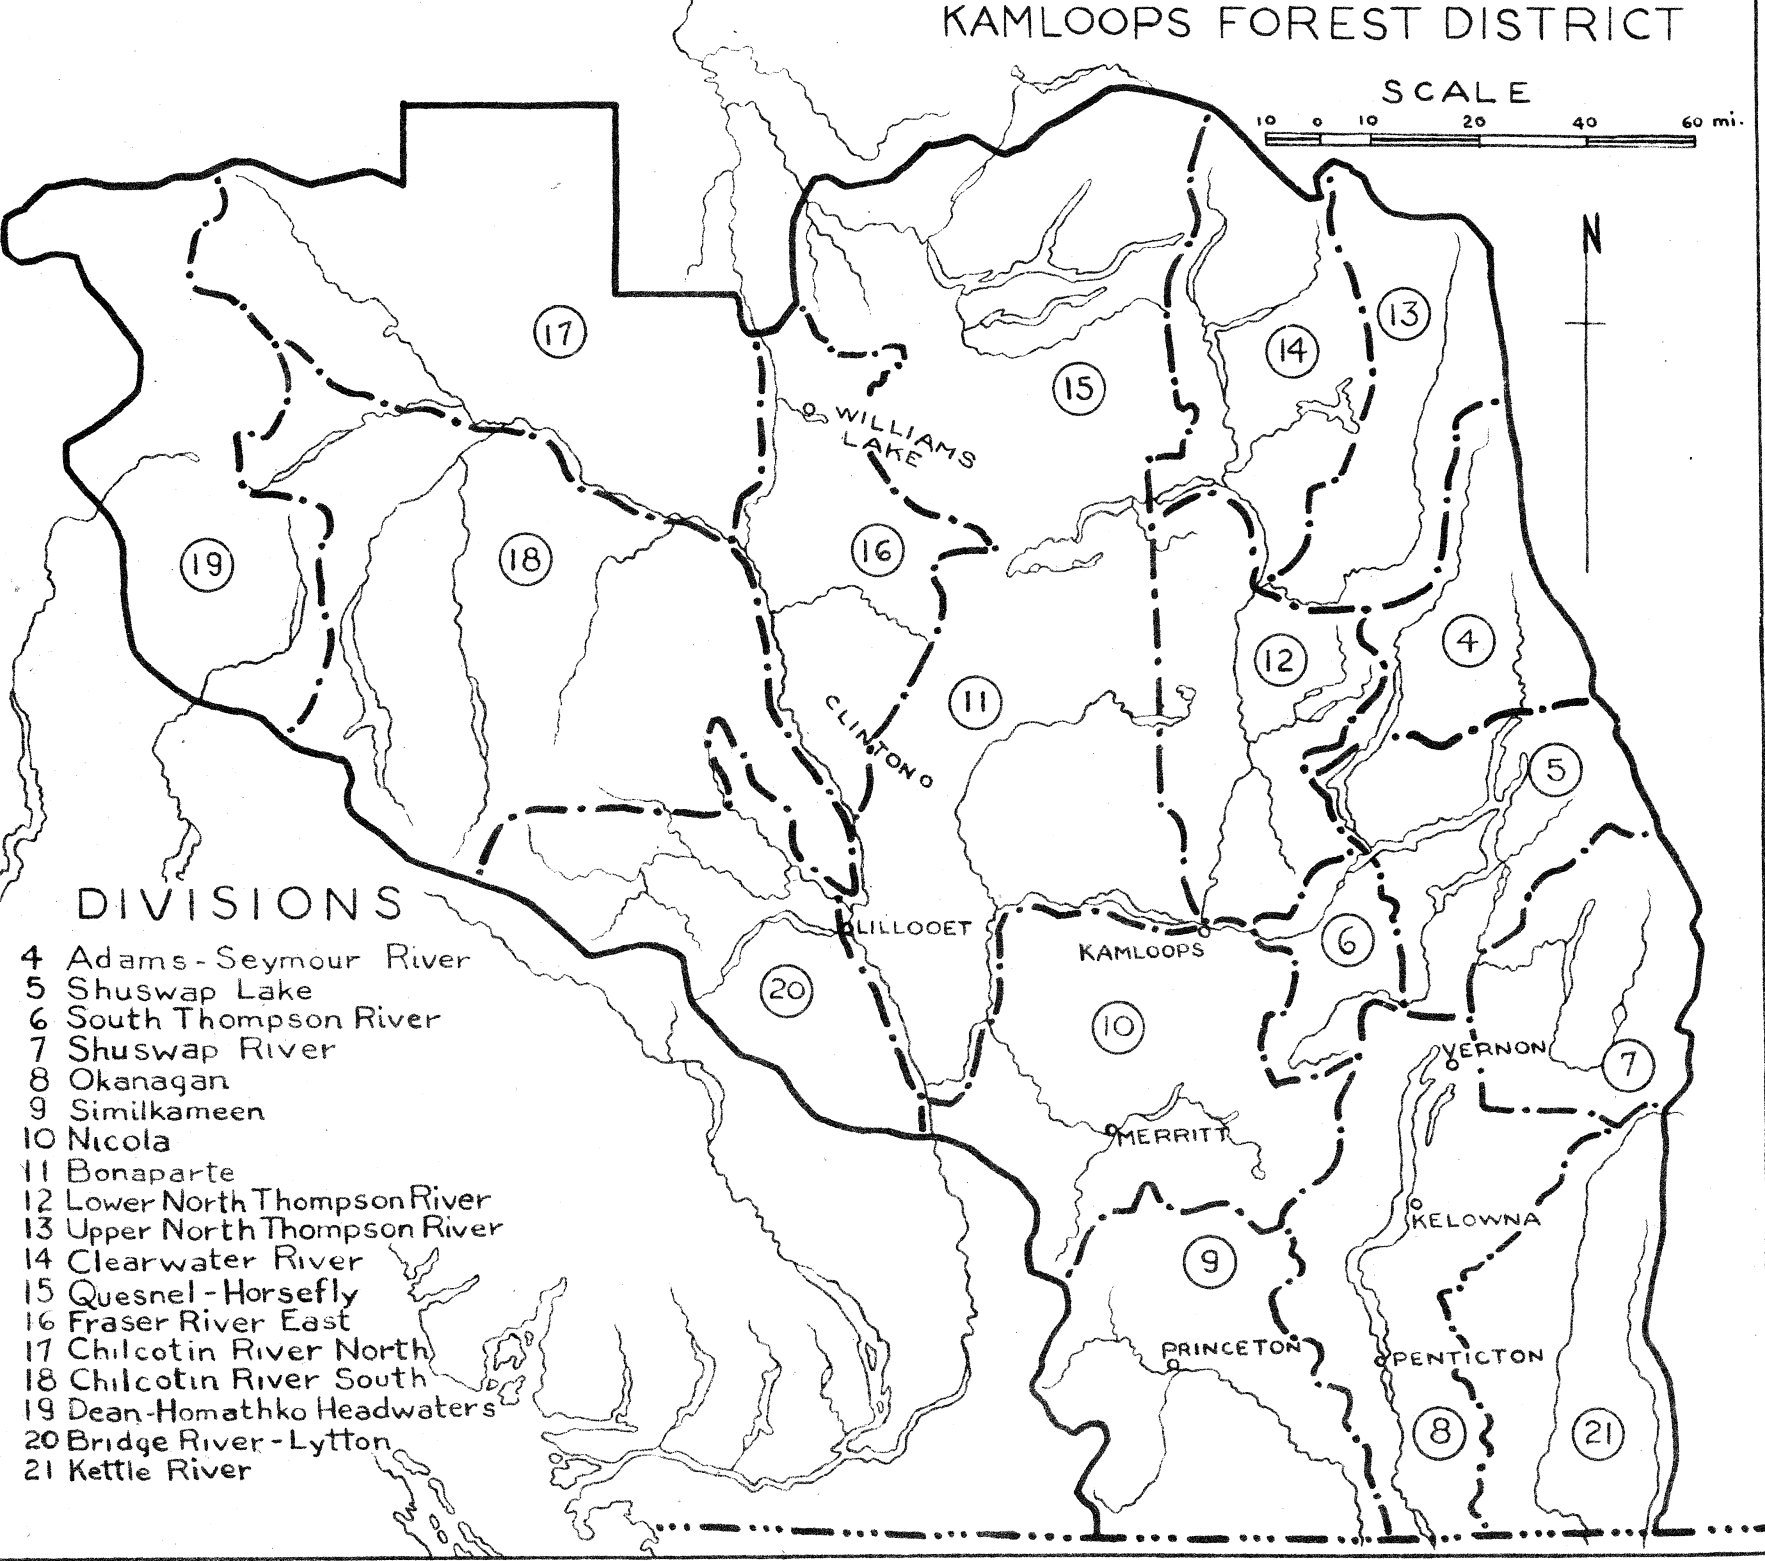 KAMLOOPS FOREST DISTRICT
SCALE
10 0 10 20 40 60 mi.
N
17
13
14
15
WILLIAMS
LAKE
19
18
16
4
12
11
CLINTON
5
DIVISIONS
4 Adams-Seymour River
5 Shuswap Lake
6 South Thompson River
7 Shuswap River
8 Okanagan
9 Similkameen
10 Nicola
11 Bonaparte
12 Lower North Thompson River
13 Upper North Thompson River
14 Clearwater River
15 Quesnel-Horsefly
16 Fraser River East
17 Chilcotin River North
18 Chilcotin River South
19 Dean-Homathko Headwaters
20 Bridge River-Lytton
21 Kettle River
LILLOOET
KAMLOOPS
6
20
10
VERNON
7
MERRITT
KELOWNA
9
PRINCETON
PENTICTON
8
21